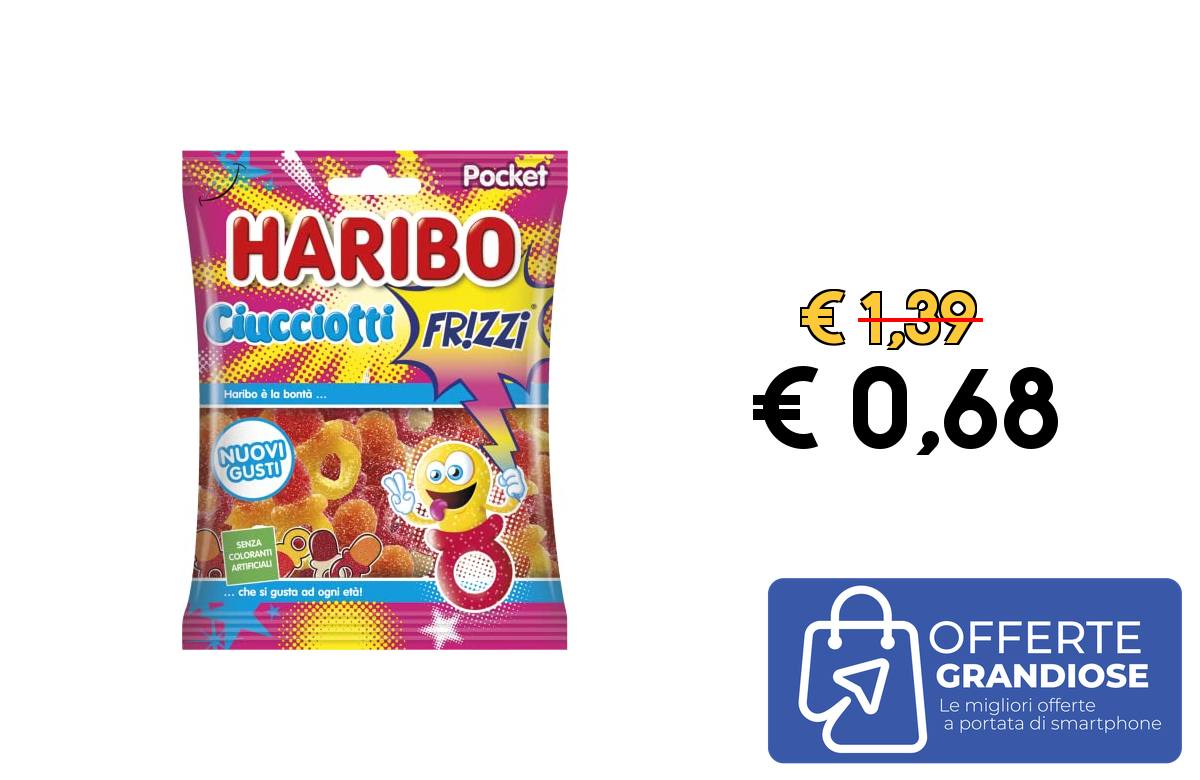 Pocket
HARIBO
Ciucciotti
FR!ZZi
®
Haribo è la bontà ...
NUOVI
GUSTI
SENZA
COLORANTI
ARTIFICIALI
... che si gusta ad ogni età!
€ 1,39
€ 0,68
OFFERTE
GRANDIOSE
Le migliori offerte
a portata di smartphone